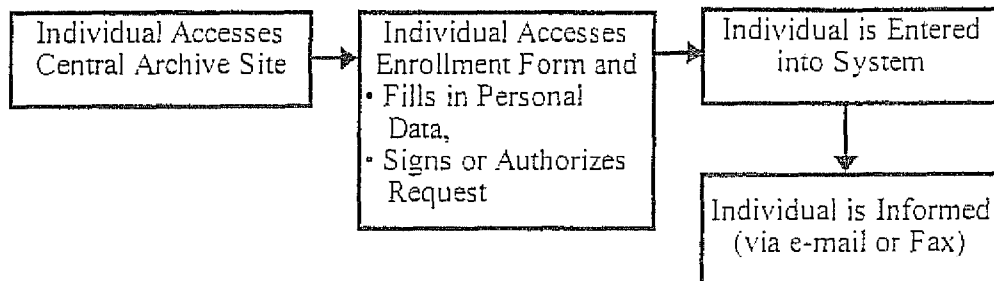 Individual Accesses
Central Archive Site
Individual Accesses
Enrollment Form and
• Fills in Personal
Data,
• Signs or Authorizes
Request
Individual is Entered
into System
Individual is Informed
(via e-mail or Fax)